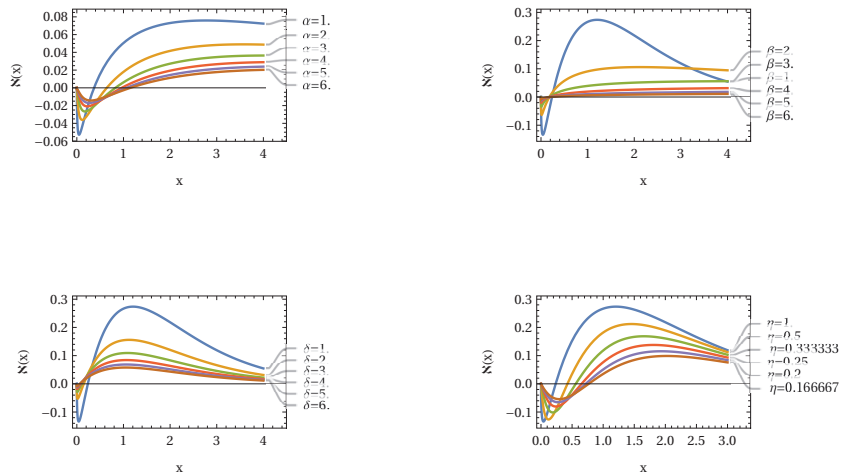 0.08
0.06
0.04
0.02
0.00
−0.02
−0.04
0.06
ℵ(x)
0 1 2 3 4
x
α=1.
α=2.
α=3.
α=4.
α=5.
α=6.
0.3
0.2
0.1
0.0
−0.1
ℵ(x)
0 1 2 3 4
x
β=2.
β=3.
β=1.
β=4.
β=5.
β=6.
0.3
0.2
0.1
0.0
−0.1
ℵ(x)
0 1 2 3 4
x
δ=1.
δ=2.
δ=3.
δ=4.
δ=5.
δ=6.
0.3
0.2
0.1
0.0
−0.1
ℵ(x)
0.0 0.5 1.0 1.5 2.0 2.5 3.0
x
η=1.
η=0.5
η=0.333333
η=0.25
η=0.2
η=0.166667